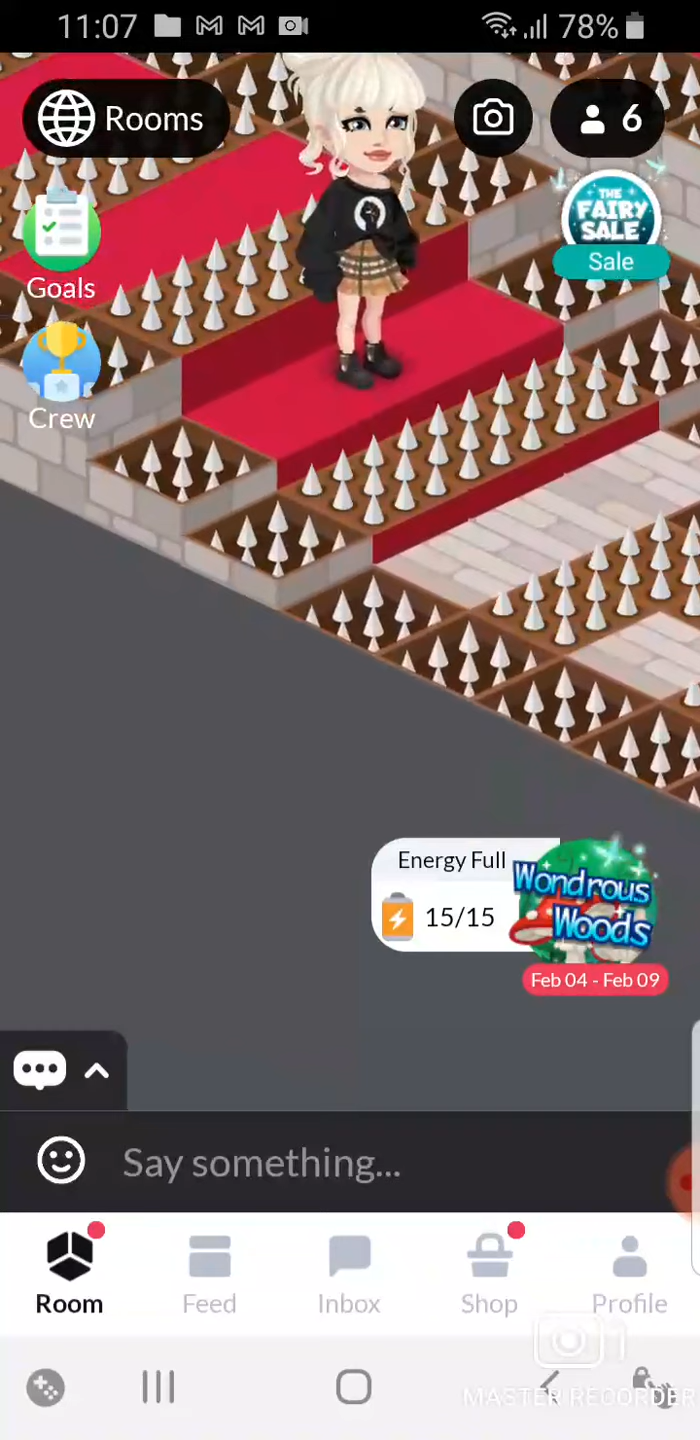 11:07
78%
Rooms
6
THE
FAIRY
SALE
Sale
Goals
Crew
Energy Full
15/15
Wondrous
Woods
Feb 04 - Feb 09
Say something...
Room
Feed
Inbox
Shop
Profile
1
MASTER RECORDER